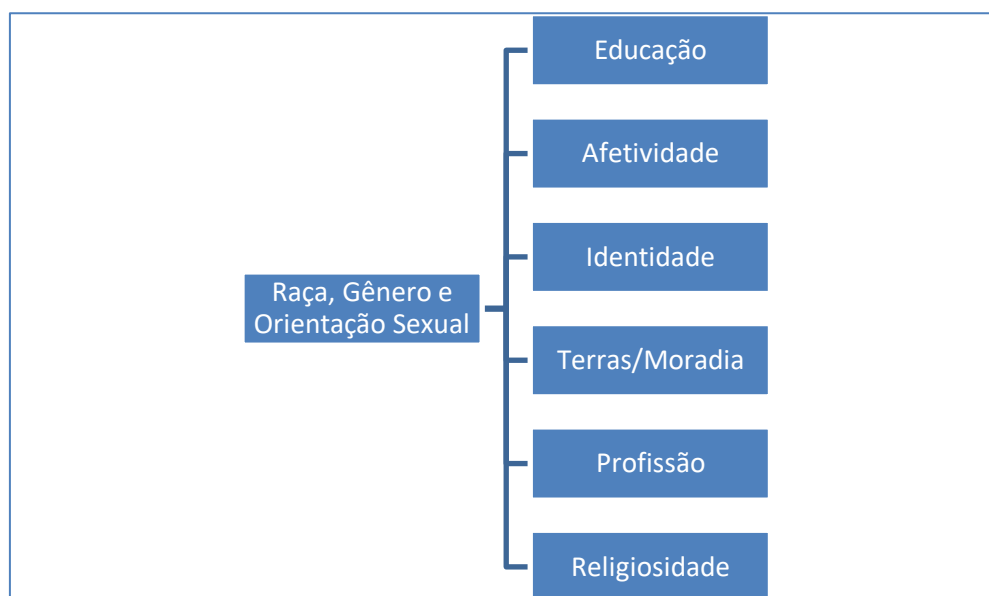 Educação
Afetividade
Identidade
Raça, Gênero e
Orientação Sexual
Terras/Moradia
Profissão
Religiosidade